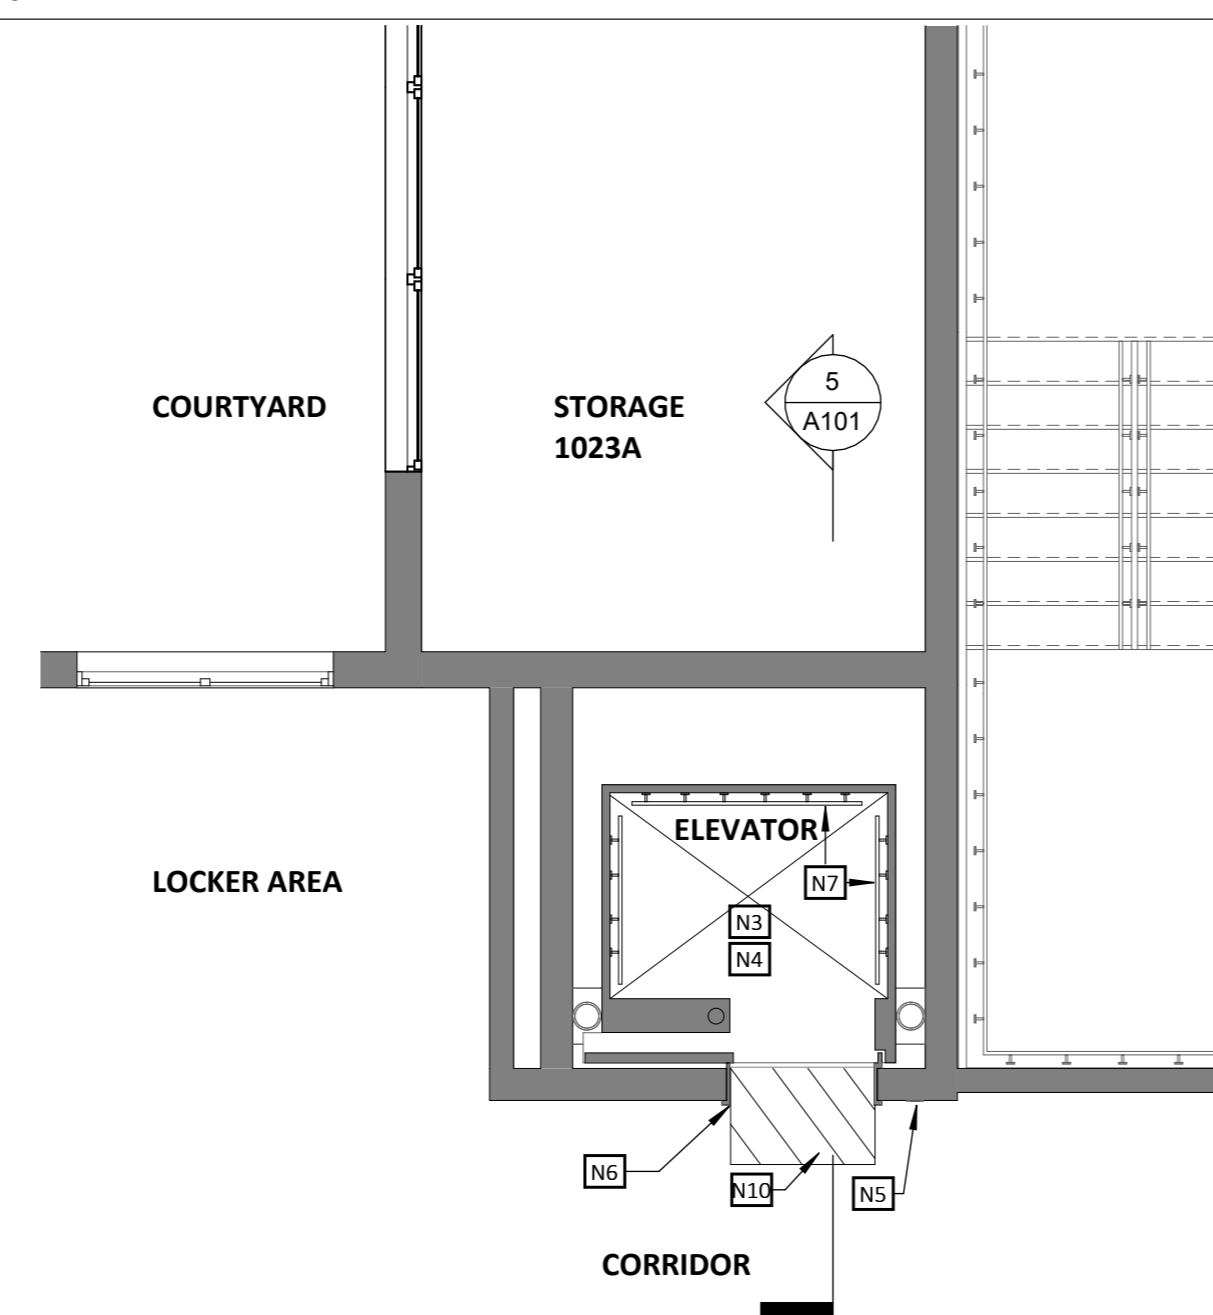 5
A101
COURTYARD
STORAGE
1023A
ELEVATOR
LOCKER AREA
N7
N3
N4
N6
N10
N5
CORRIDOR